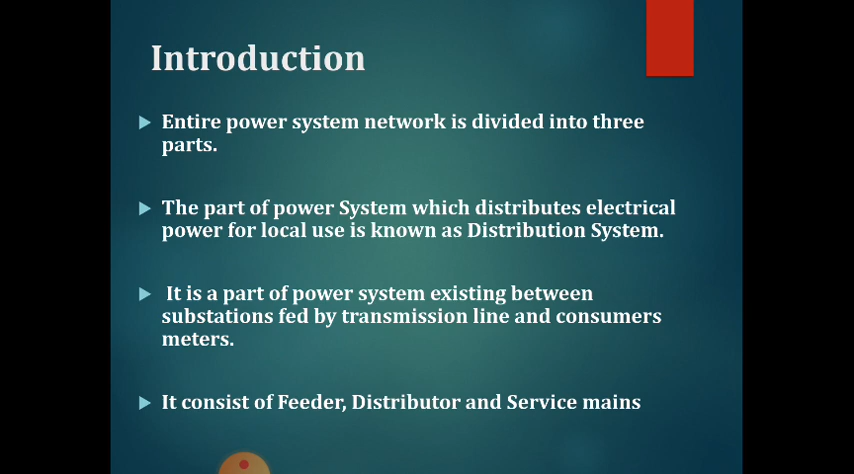 Introduction
Entire power system network is divided into three
parts.
The part of power System which distributes electrical
power for local use is known as Distribution System.
It is a part of power system existing between
substations fed by transmission line and consumers
meters.
It consist of Feeder, Distributor and Service mains